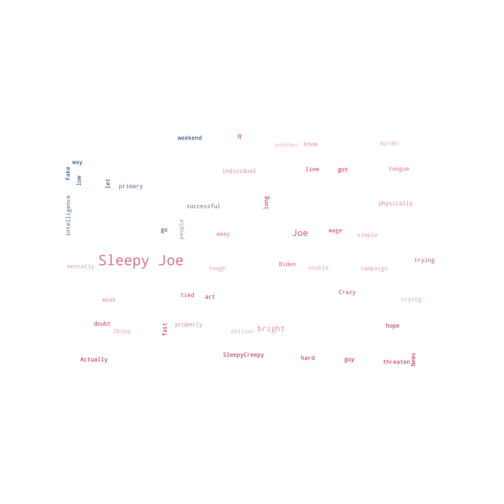 weekend
Q
another
know
murder
way
Fake
low
let
primary
individual
line
got
tongue
intelligence
successful
long
physically
go
people
away
Joe
wage
simple
mentally
Sleepy Joe
tough
Biden
unable
campaign
trying
weak
tied
act
Crazy
crying
doubt
China
fast
properly
deliver
bright
hope
Actually
SleepyCreepy
hard
guy
threaten
News